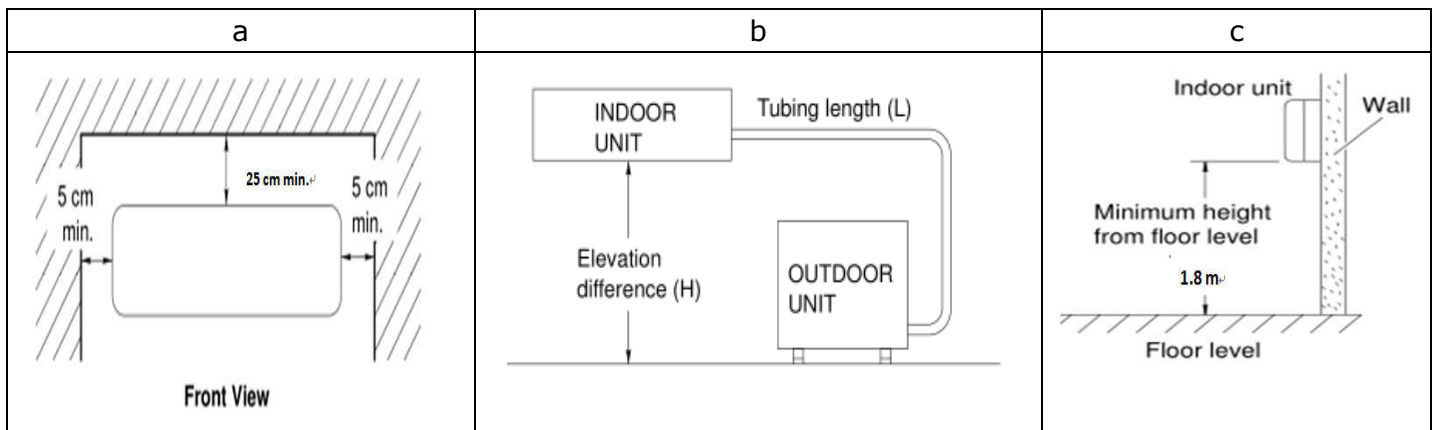 a
b
c
25 cm min.
5 cm
min.
5 cm
min.
Front View
INDOOR
UNIT
Tubing length (L)
Elevation
difference (H)
OUTDOOR
UNIT
Indoor unit
Wall
Minimum height
from floor level
1.8 m
Floor level